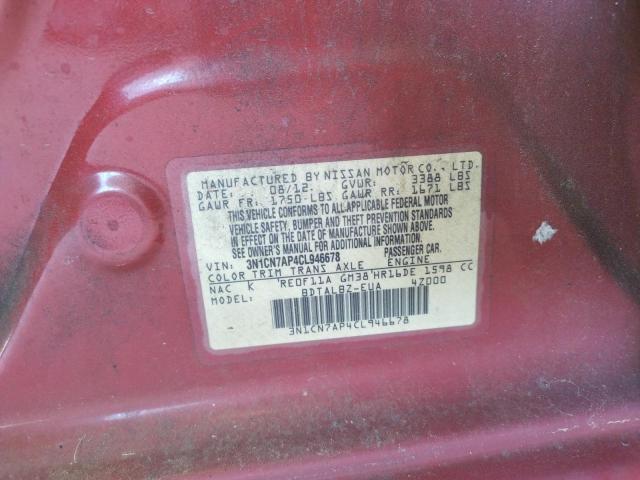 MANUFACTURED BY NISSAN MOTOR CO., LTD.
DATE: 08/12 GVWR: 3388 LBS
GAWR FR: 1750 LBS GAWR RR: 1671 LBS
THIS VEHICLE CONFORMS TO ALL APPLICABLE FEDERAL MOTOR
VEHICLE SAFETY, BUMPER AND THEFT PREVENTION STANDARDS
IN EFFECT ON THE DATE OF MANUFACTURE SHOWN ABOVE.
SEE OWNER'S MANUAL FOR ADDITIONAL INFORMATION.
VIN: 3N1CN7AP4CL946678 PASSENGER CAR.
COLOR TRIM TRANS AXLE ENGINE
NAC K RE0F11A GM38 HR16DE 1598 CC
MODEL: BDTALBZ-EUA 4Z000
3N1CN7AP4CL946678